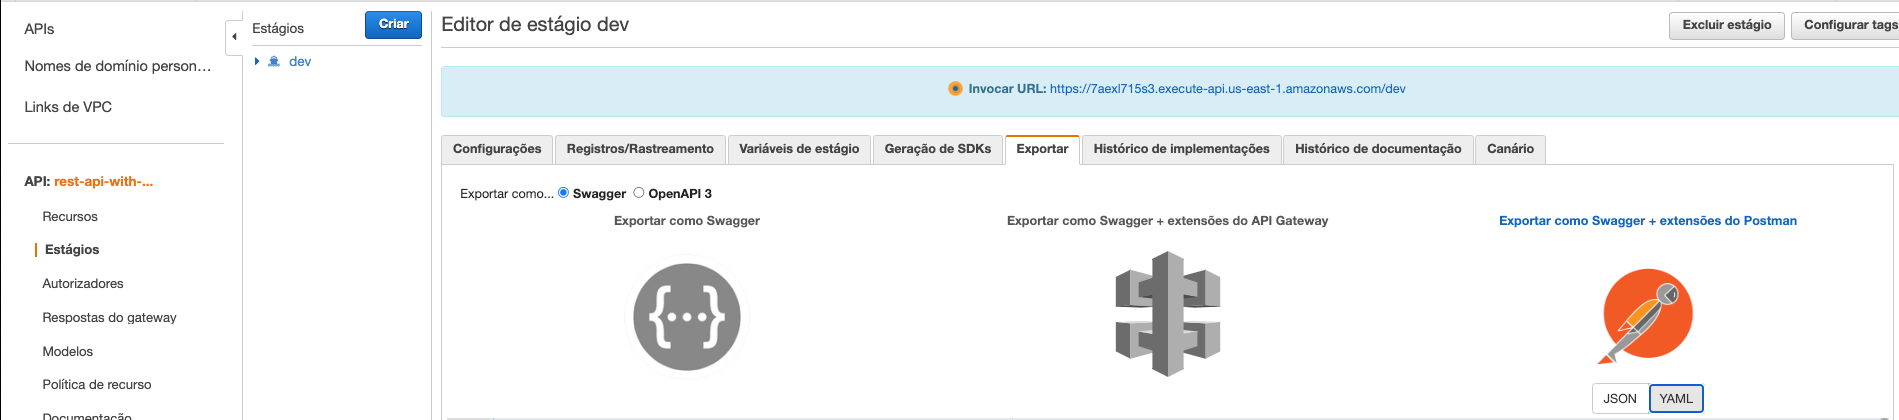 APIs
Nomes de domínio person...
Links de VPC
API: rest-api-with-...
Recursos
Estágios
Autorizadores
Respostas do gateway
Modelos
Política de recurso
Documentação
Estágios
Criar
dev
Editor de estágio dev
Excluir estágio
Configurar tags
Invocar URL: https://7aexl715s3.execute-api.us-east-1.amazonaws.com/dev
Configurações
Registros/Rastreamento
Variáveis de estágio
Geração de SDKs
Exportar
Histórico de implementações
Histórico de documentação
Canário
Exportar como... Swagger OpenAPI 3
Exportar como Swagger
Exportar como Swagger + extensões do API Gateway
Exportar como Swagger + extensões do Postman
JSON
YAML